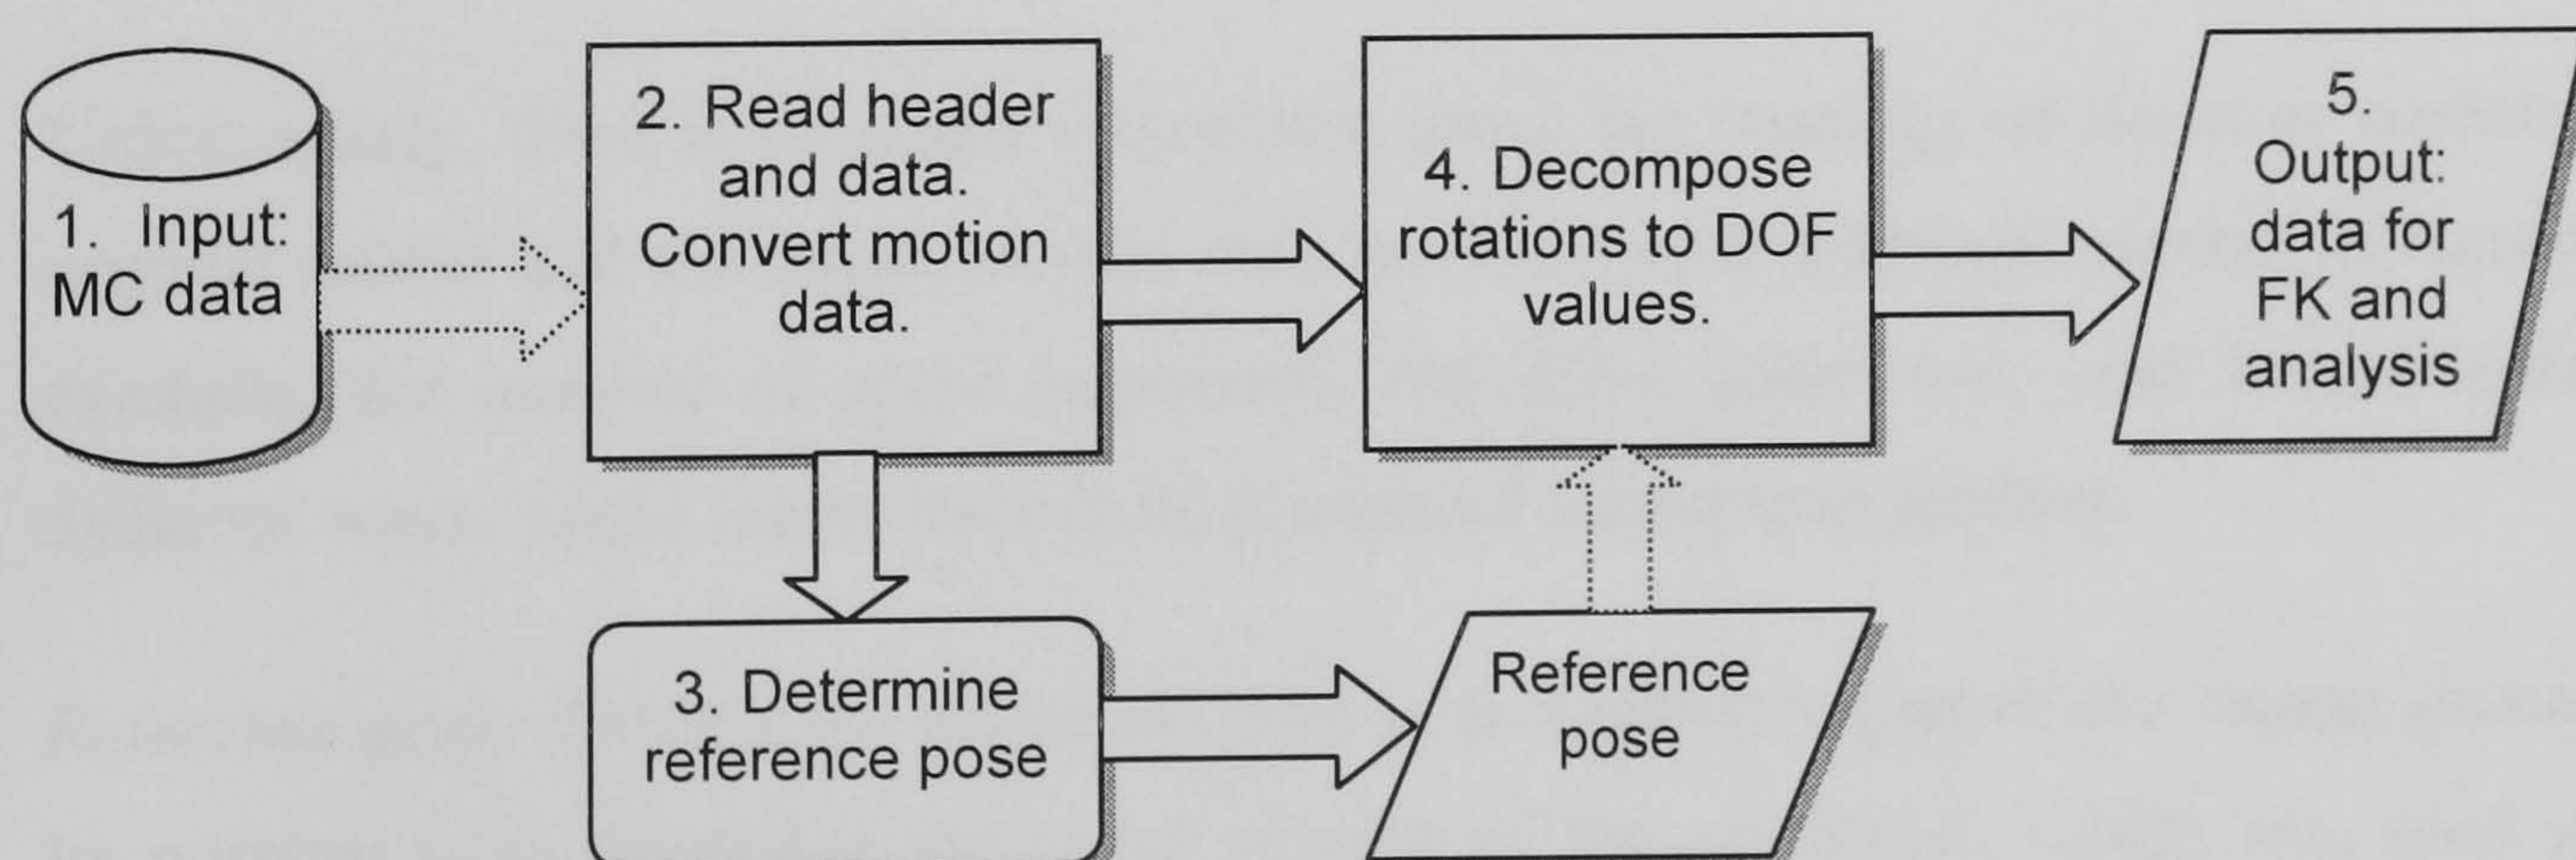 1. Input:
MC data
2. Read header
and data.
Convert motion
data.
4. Decompose
rotations to DOF
values.
5.
Output:
data for
FK and
analysis
3. Determine
reference pose
Reference
pose